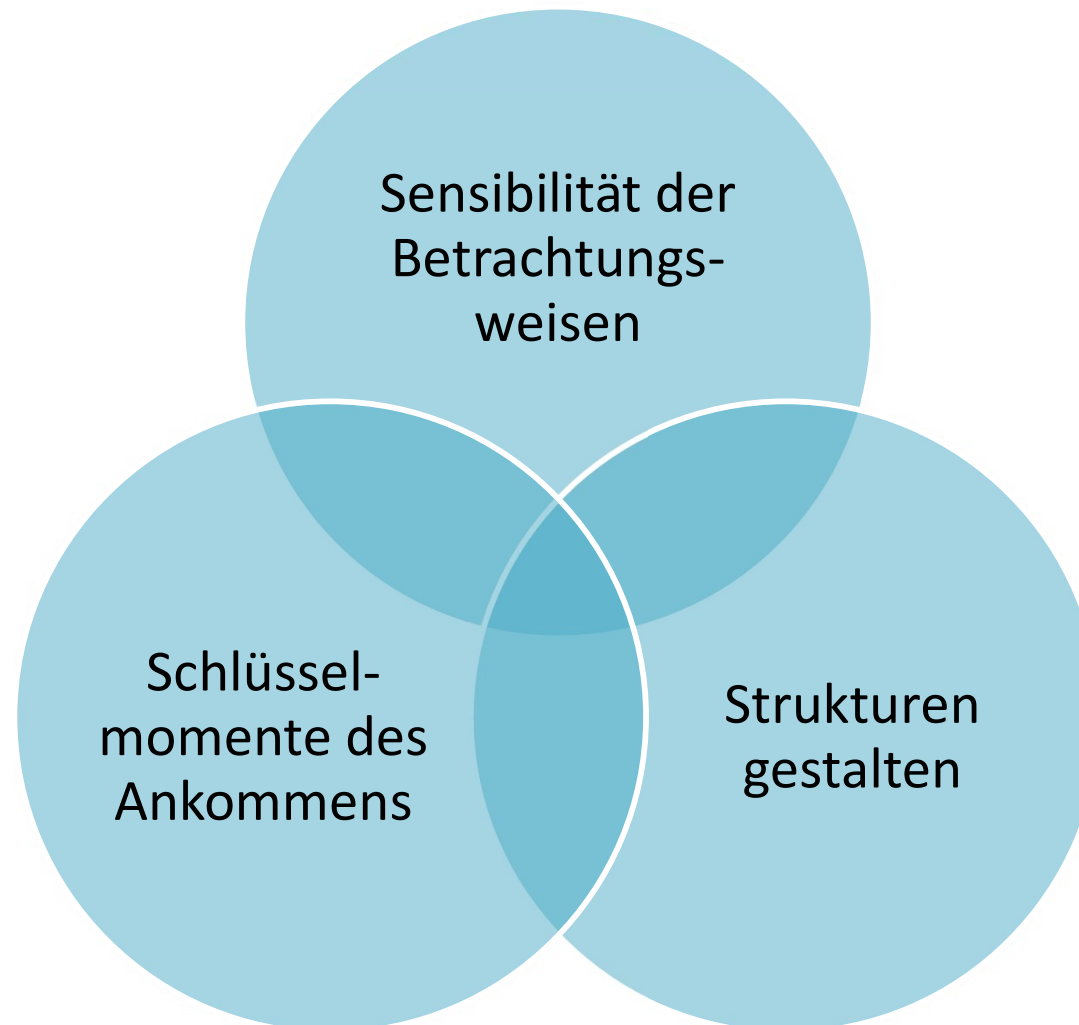 Sensibilität der
Betrachtungs-
weisen
Schlüssel-
momente des
Ankommens
Strukturen
gestalten